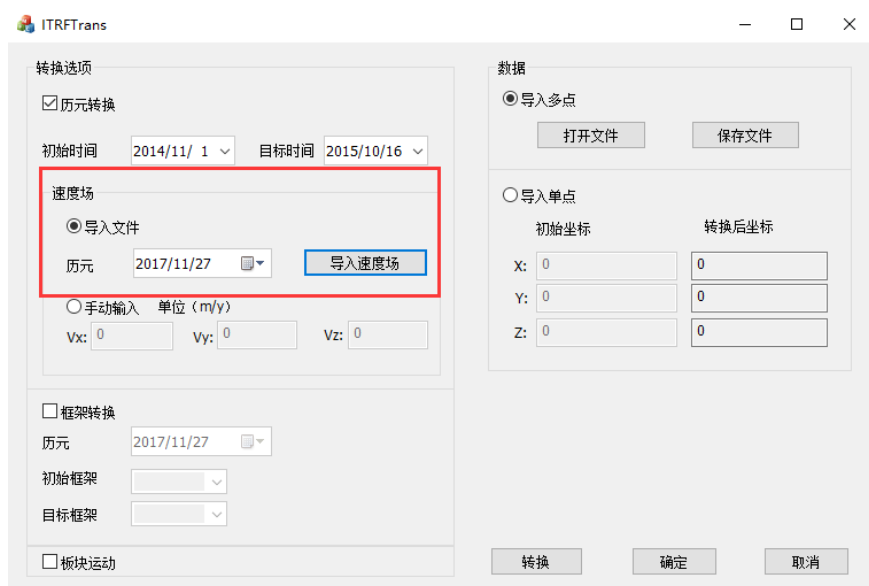 ITRFTrans
转换选项
历元转换
初始时间 2014/11/ 1 目标时间 2015/10/16
速度场
导入文件
历元 2017/11/27 导入速度场
手动输入 单位（m/y）
Vx: 0 Vy: 0 Vz: 0
框架转换
历元 2017/11/27
初始框架
目标框架
板块运动
数据
导入多点
打开文件 保存文件
导入单点
初始坐标 转换后坐标
X: 0 0
Y: 0 0
Z: 0 0
转换 确定 取消